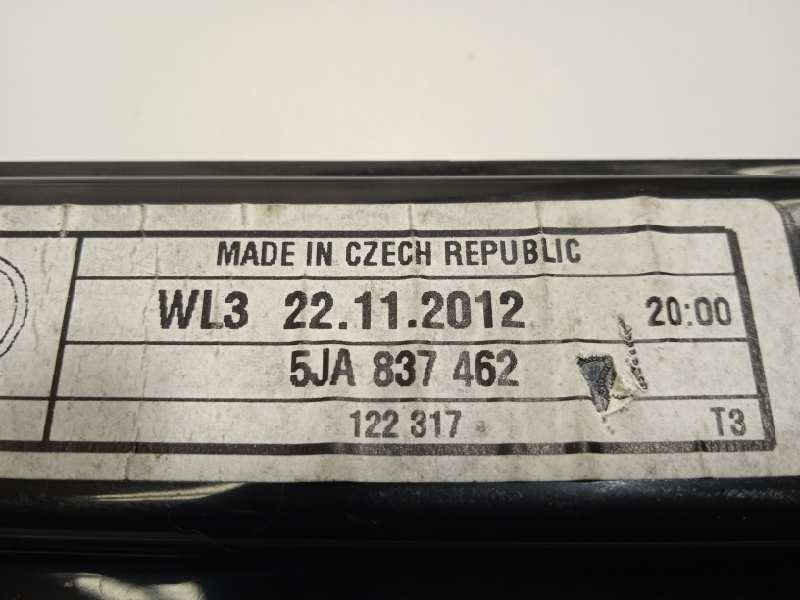 MADE IN CZECH REPUBLIC
WL3 22.11.2012 20:00
5JA 837 462
122 317 T3